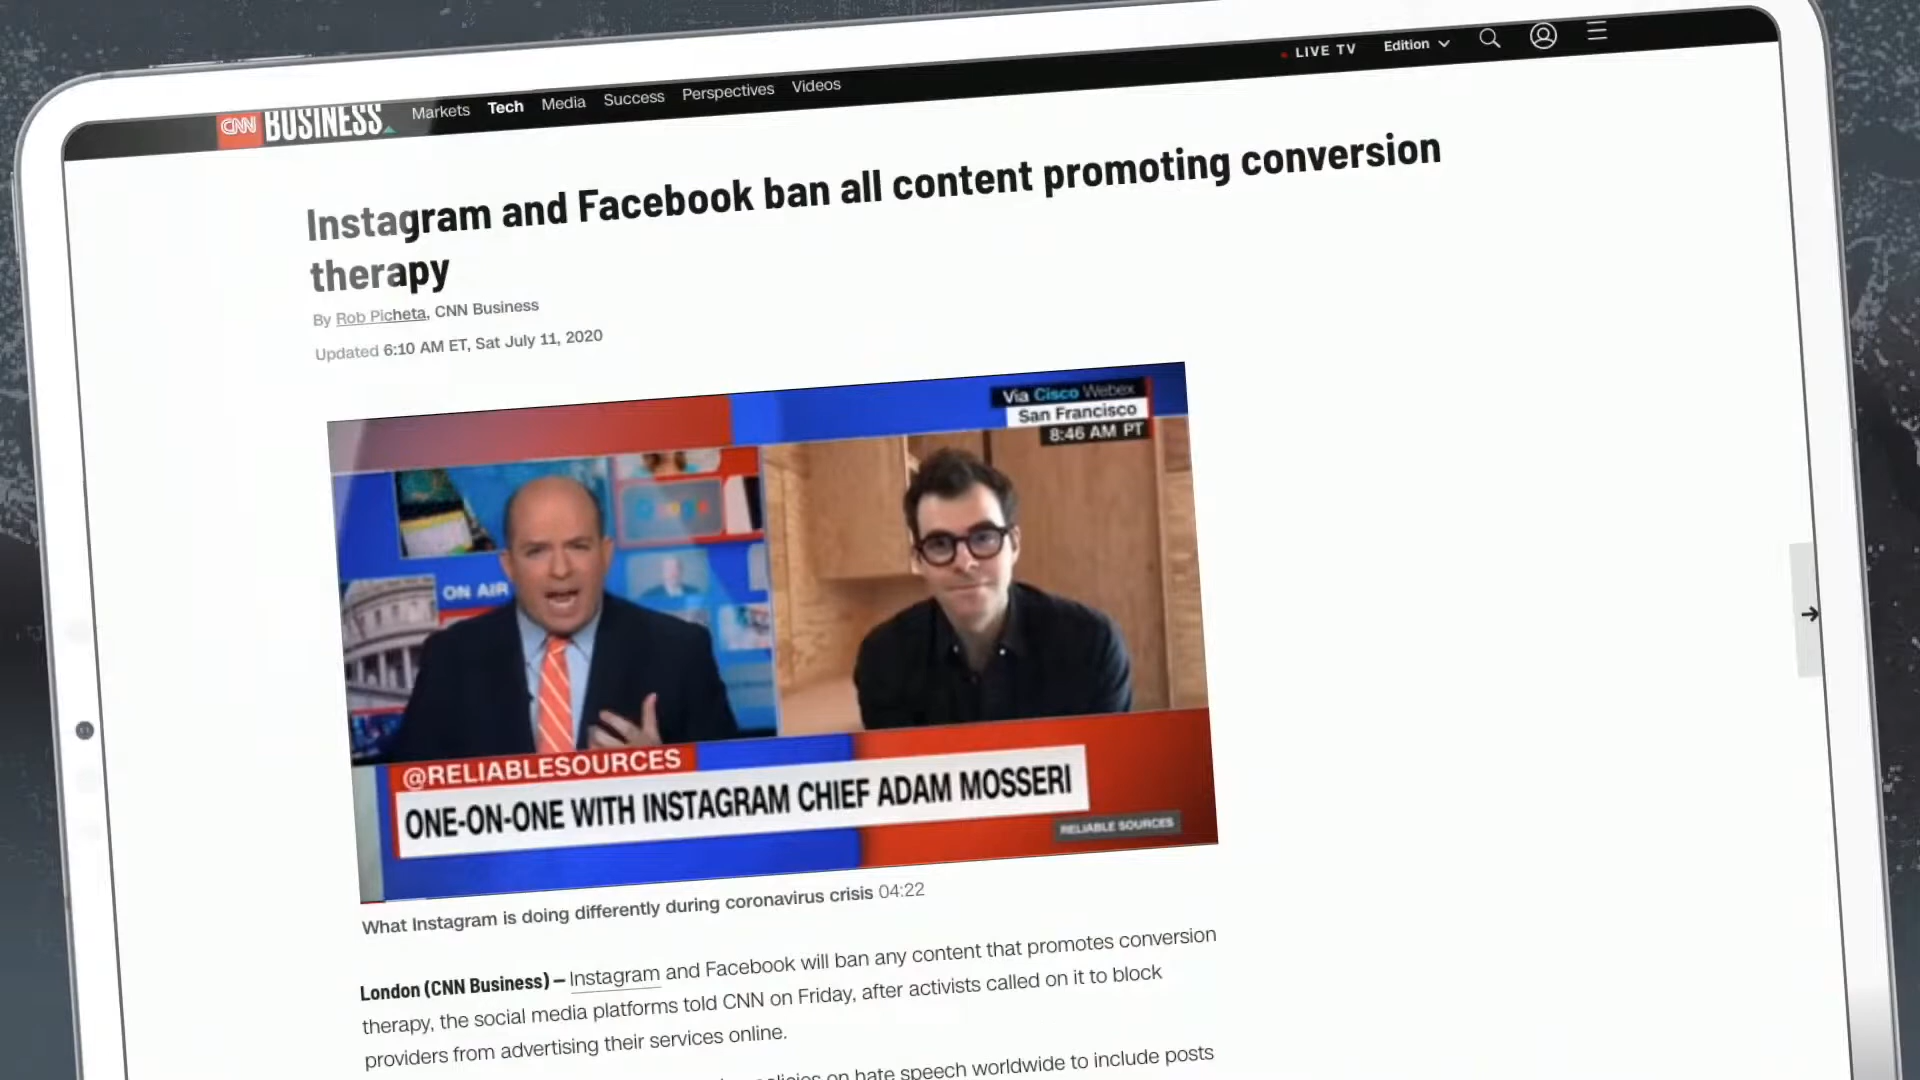 CNN BUSINESS Markets Tech Media Success Perspectives Videos LIVE TV Edition
Instagram and Facebook ban all content promoting conversion
therapy
By Rob Picheta, CNN Business
Updated 6:10 AM ET, Sat July 11, 2020
Via Cisco Webex
San Francisco
8:46 AM PT
Google
ON AIR
@RELIABLESOURCES
ONE-ON-ONE WITH INSTAGRAM CHIEF ADAM MOSSERI
RELIABLE SOURCES
What Instagram is doing differently during coronavirus crisis 04:22
London (CNN Business) – Instagram and Facebook will ban any content that promotes conversion
therapy, the social media platforms told CNN on Friday, after activists called on it to block
providers from advertising their services online.
on hate speech worldwide to include posts